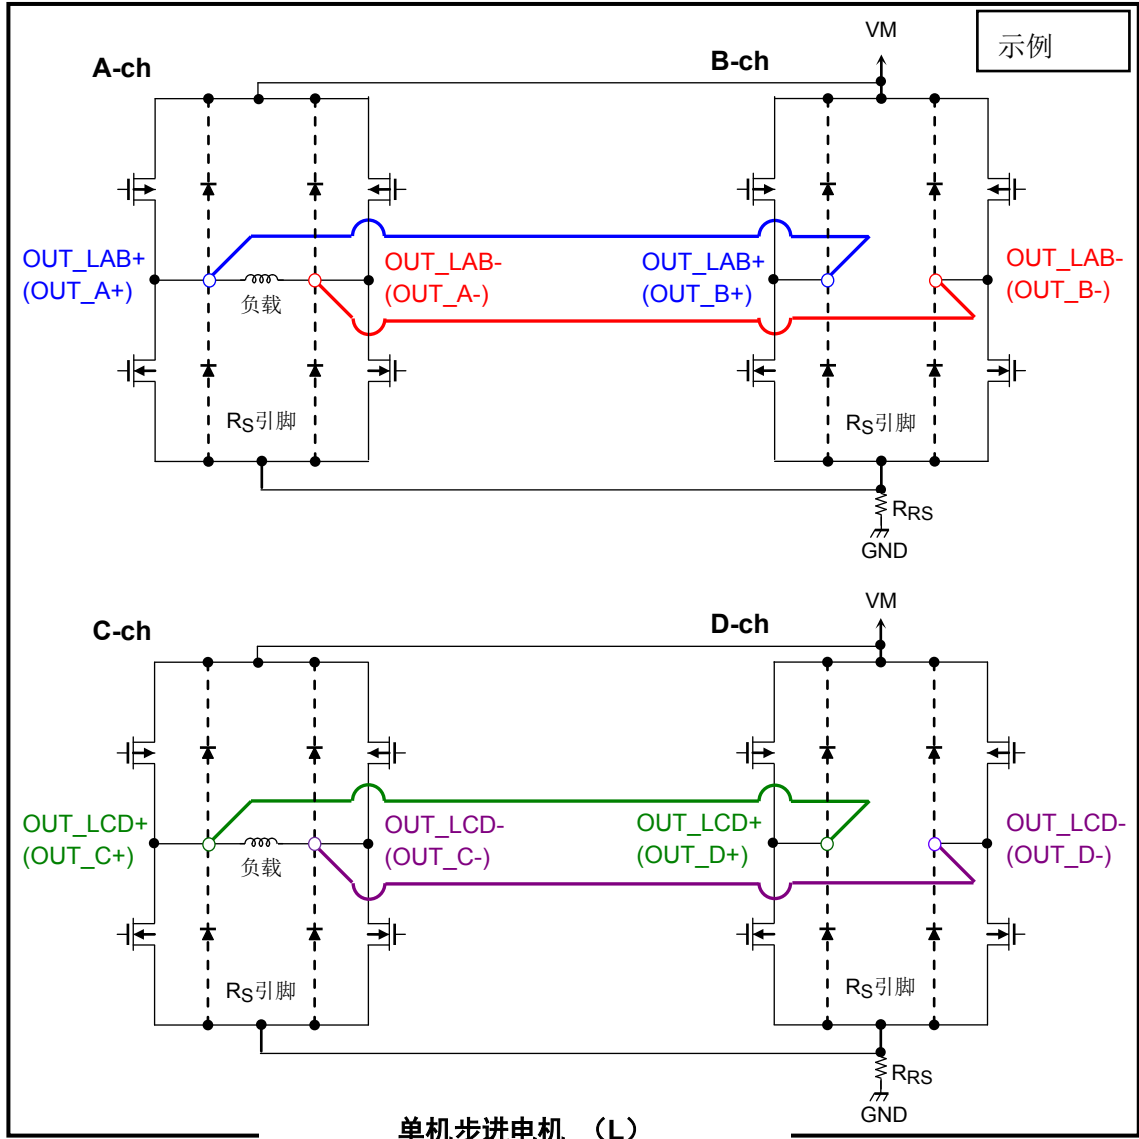 示例
VM
A-ch
B-ch
OUT_LAB+
(OUT_A+)
负载
OUT_LAB-
(OUT_A-)
OUT_LAB+
(OUT_B+)
OUT_LAB-
(OUT_B-)
RS引脚
RS引脚
RRS
GND
VM
C-ch
D-ch
OUT_LCD+
(OUT_C+)
负载
OUT_LCD-
(OUT_C-)
OUT_LCD+
(OUT_D+)
OUT_LCD-
(OUT_D-)
RS引脚
RS引脚
RRS
GND
单机步进电机 （L）